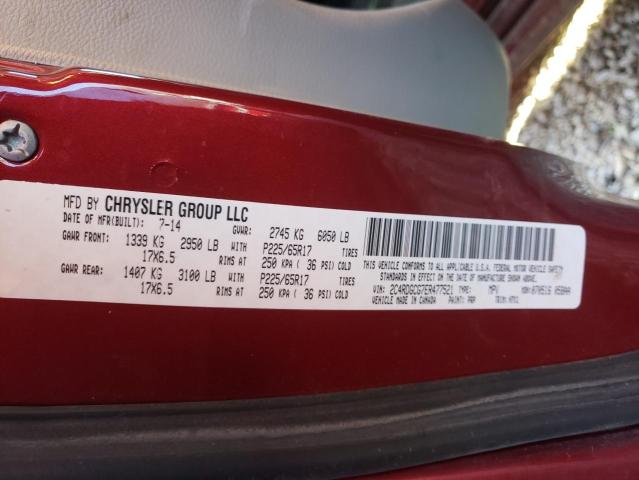 MFD BY CHRYSLER GROUP LLC
DATE OF MFR(BUILT): 7-14 GVWR: 2745 KG 6050 LB
GAWR FRONT: 1339 KG 2950 LB WITH P225/65R17 TIRES
17X6.5 RIMS AT 250 KPA ( 36 PSI) COLD
GAWR REAR: 1407 KG 3100 LB WITH P225/65R17 TIRES
17X6.5 RIMS AT 250 KPA ( 36 PSI) COLD
THIS VEHICLE CONFORMS TO ALL APPLICABLE U.S.A. FEDERAL MOTOR VEHICLE SAFETY
STANDARDS IN EFFECT ON THE DATE OF MANUFACTURE SHOWN ABOVE.
VIN: 2C4RDGCG7ER477521 TYPE: MPV MDH: 070516 058AA
VEHICLE MADE IN CANADA PAINT: PRP TRIM: